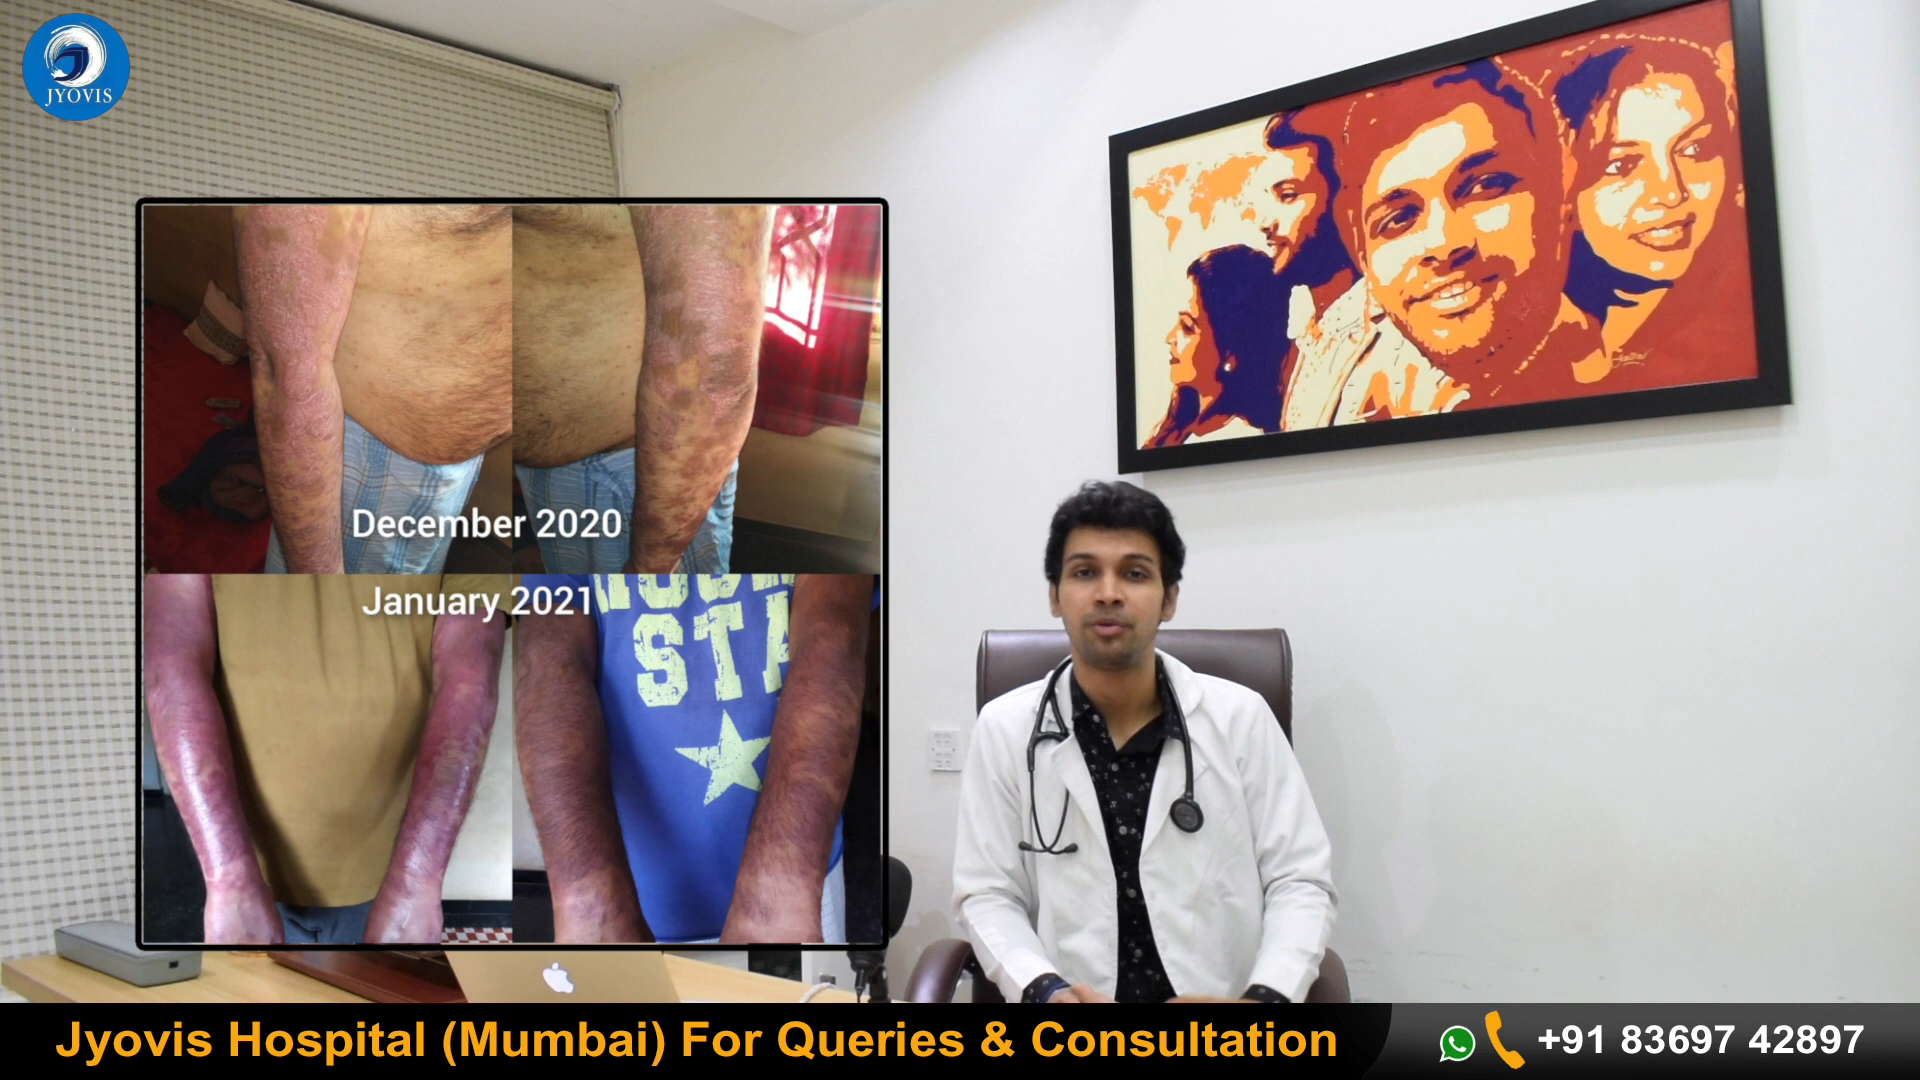 JYOVIS
December 2020
January 2021
STA
Jyovis Hospital (Mumbai) For Queries & Consultation
+91 83697 42897